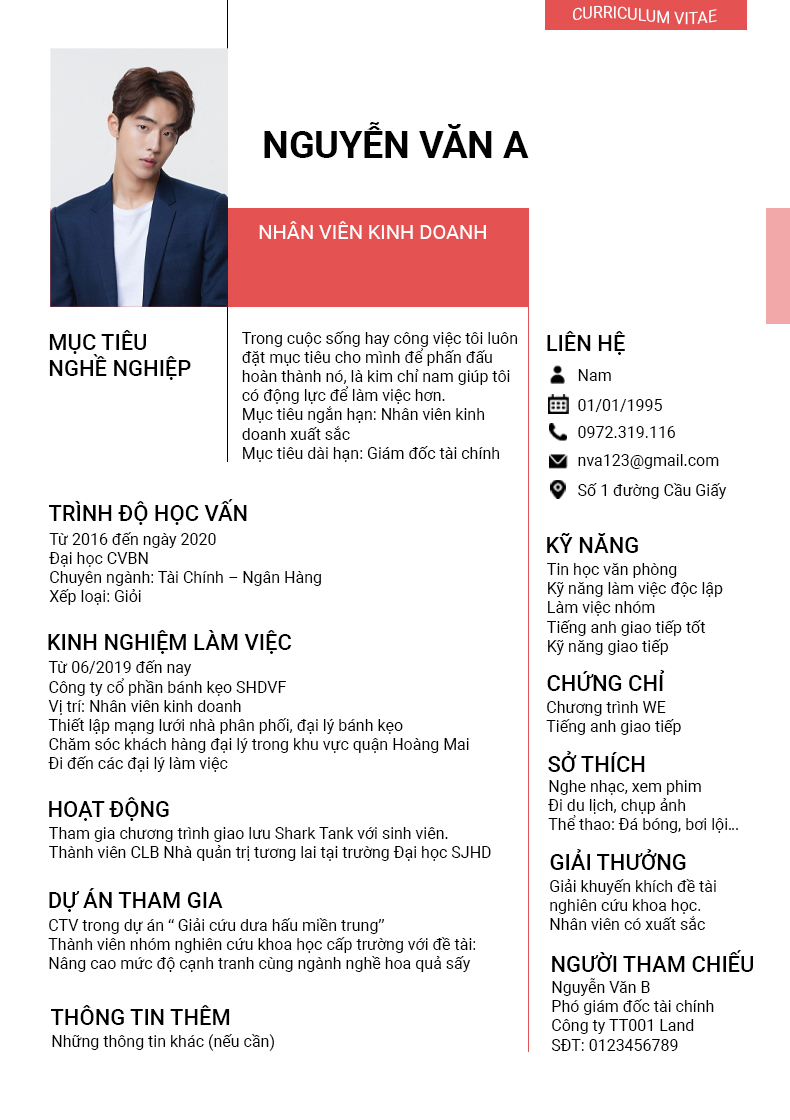 CURRICULUM VITAE
NGUYỄN VĂN A
NHÂN VIÊN KINH DOANH
MỤC TIÊU
NGHỀ NGHIỆP
Trong cuộc sống hay công việc tôi luôn
đặt mục tiêu cho mình để phấn đấu
hoàn thành nó, là kim chỉ nam giúp tôi
có động lực để làm việc hơn.
Mục tiêu ngắn hạn: Nhân viên kinh
doanh xuất sắc
Mục tiêu dài hạn: Giám đốc tài chính
TRÌNH ĐỘ HỌC VẤN
Từ 2016 đến ngày 2020
Đại học CVBN
Chuyên ngành: Tài Chính – Ngân Hàng
Xếp loại: Giỏi
KINH NGHIỆM LÀM VIỆC
Từ 06/2019 đến nay
Công ty cổ phần bánh kẹo SHDVF
Vị trí: Nhân viên kinh doanh
Thiết lập mạng lưới nhà phân phối, đại lý bánh kẹo
Chăm sóc khách hàng đại lý trong khu vực quận Hoàng Mai
Đi đến các đại lý làm việc
HOẠT ĐỘNG
Tham gia chương trình giao lưu Shark Tank với sinh viên.
Thành viên CLB Nhà quản trị tương lai tại trường Đại học SJHD
DỰ ÁN THAM GIA
CTV trong dự án “ Giải cứu dưa hấu miền trung”
Thành viên nhóm nghiên cứu khoa học cấp trường với đề tài:
Nâng cao mức độ cạnh tranh cùng ngành nghề hoa quả sấy
THÔNG TIN THÊM
Những thông tin khác (nếu cần)
LIÊN HỆ
Nam
01/01/1995
0972.319.116
nva123@gmail.com
Số 1 đường Cầu Giấy
KỸ NĂNG
Tin học văn phòng
Kỹ năng làm việc độc lập
Làm việc nhóm
Tiếng anh giao tiếp tốt
Kỹ năng giao tiếp
CHỨNG CHỈ
Chương trình WE
Tiếng anh giao tiếp
SỞ THÍCH
Nghe nhạc, xem phim
Đi du lịch, chụp ảnh
Thể thao: Đá bóng, bơi lội...
GIẢI THƯỞNG
Giải khuyến khích đề tài
nghiên cứu khoa học.
Nhân viên có xuất sắc
NGƯỜI THAM CHIẾU
Nguyễn Văn B
Phó giám đốc tài chính
Công ty TT001 Land
SĐT: 0123456789